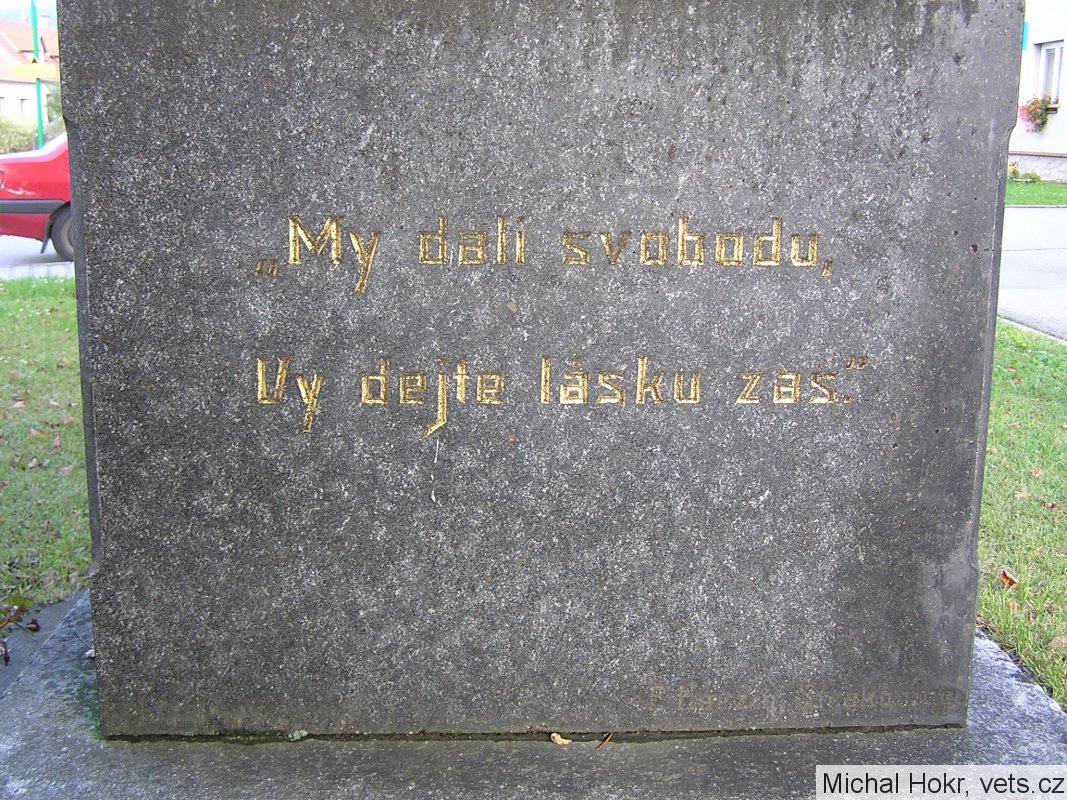 „My dali svobodu,
Vy dejte lásku zas.”
Michal Hokr, vets.cz